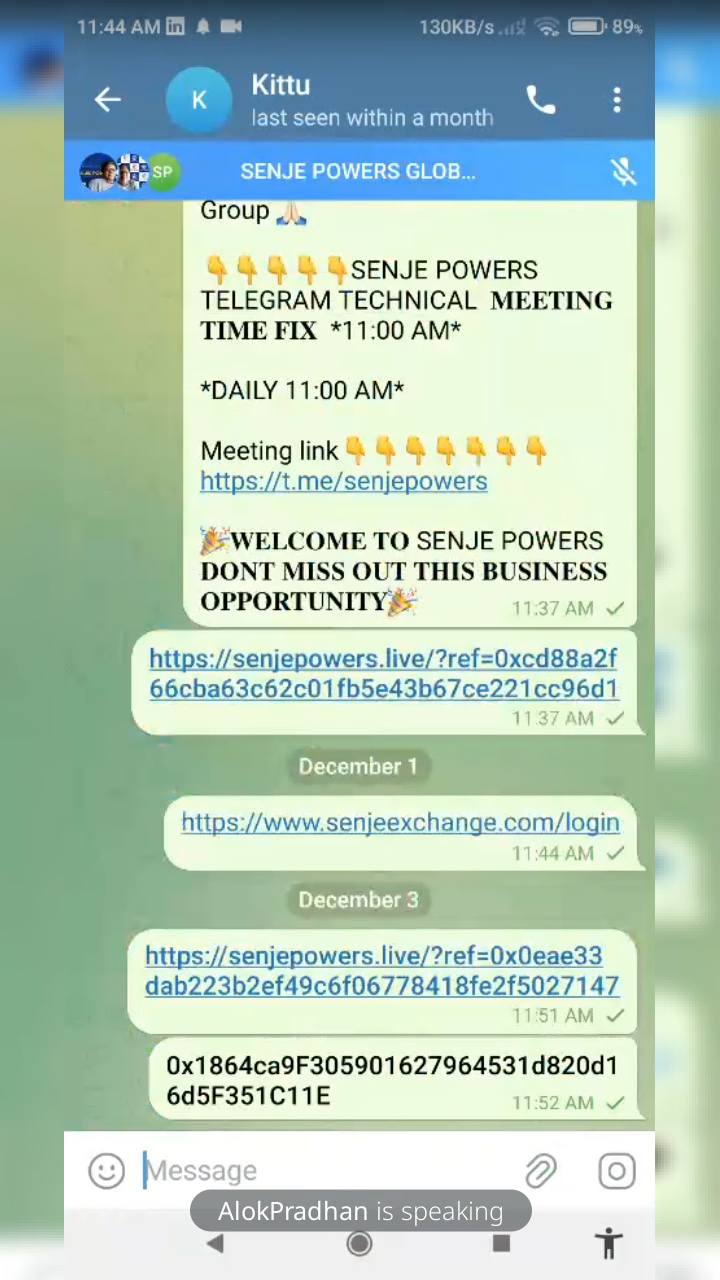 11:44 AM
130KB/s
89%
K
Kittu
last seen within a month
SP
SENJE POWERS GLOB...
Group 🙏🏻
👇👇👇👇👇SENJE POWERS
TELEGRAM TECHNICAL MEETING
TIME FIX *11:00 AM*
*DAILY 11:00 AM*
Meeting link👇👇👇👇👇👇👇
https://t.me/senjepowers
🎉WELCOME TO SENJE POWERS
DONT MISS OUT THIS BUSINESS
OPPORTUNITY🎉
11:37 AM
https://senjepowers.live/?ref=0xcd88a2f
66cba63c62c01fb5e43b67ce221cc96d1
11:37 AM
December 1
https://www.senjeexchange.com/login
11:44 AM
December 3
https://senjepowers.live/?ref=0x0eae33
dab223b2ef49c6f06778418fe2f5027147
11:51 AM
0x1864ca9F305901627964531d820d1
6d5F351C11E
11:52 AM
Message
AlokPradhan is speaking